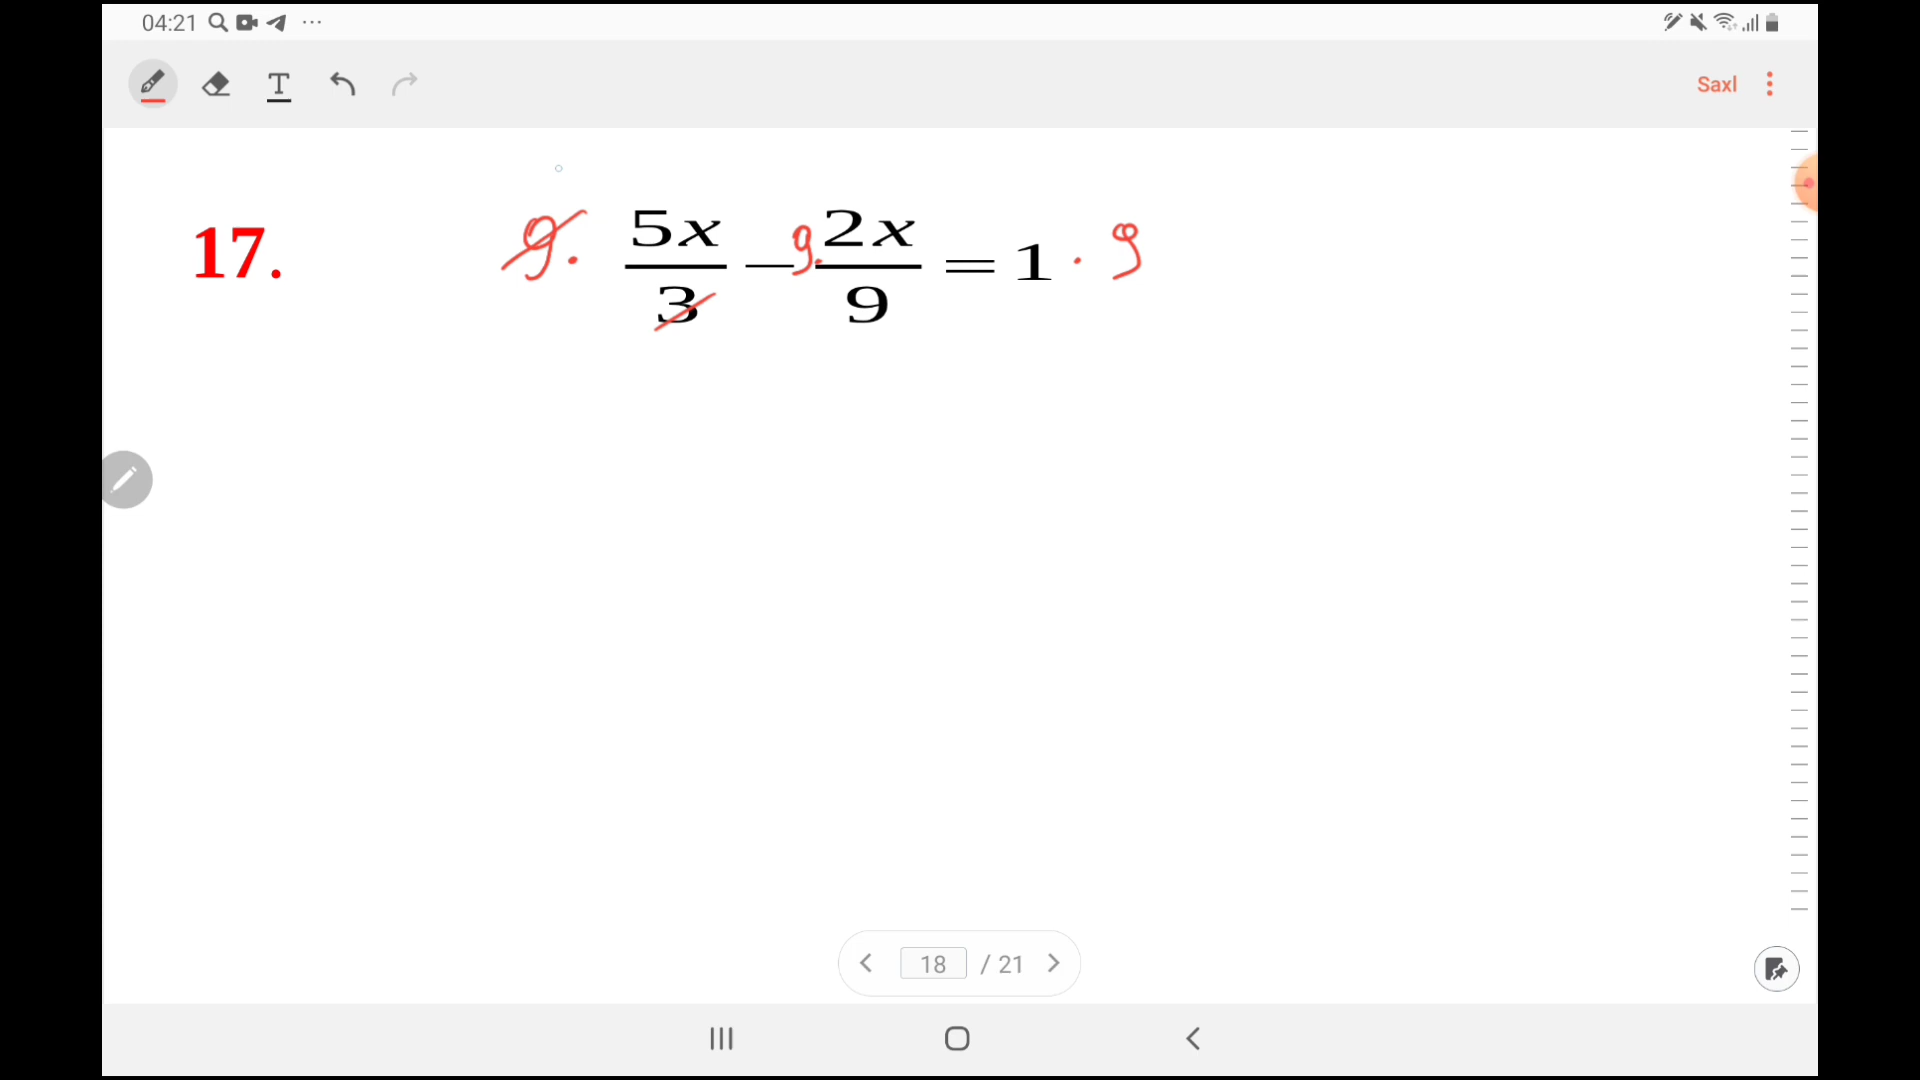 04:21
Saxl
17. 9. 5x/3 − 9. 2x/9 = 1 · 9
18 / 21